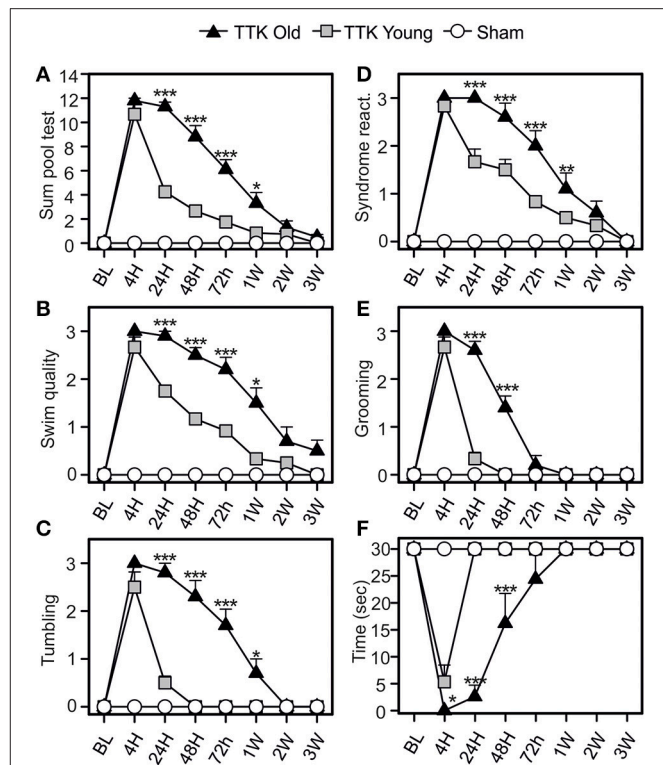 TTK Old TTK Young Sham
A
Sum pool test
14
12
10
8
6
4
2
0
*** *** *** *
BL 4H 24H 48H 72h 1W 2W 3W
B
Swim quality
3
2
1
0
*** *** *** *
BL 4H 24H 48H 72h 1W 2W 3W
C
Tumbling
3
2
1
0
*** *** *** *
BL 4H 24H 48H 72h 1W 2W 3W
D
Syndrome react.
3
2
1
0
*** *** *** **
BL 4H 24H 48H 72h 1W 2W 3W
E
Grooming
3
2
1
0
*** ***
BL 4H 24H 48H 72h 1W 2W 3W
F
Time (sec)
30
25
20
15
10
5
0
* *** ***
BL 4H 24H 48H 72h 1W 2W 3W